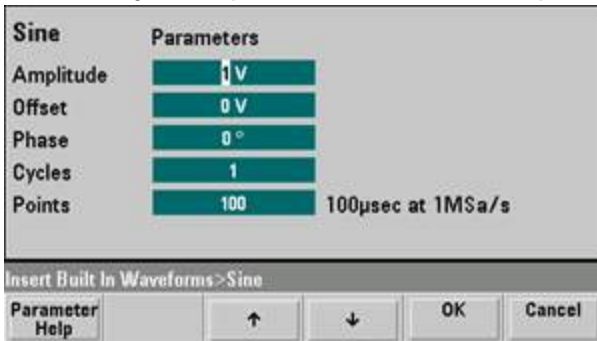 Sine Parameters
Amplitude 1 V
Offset 0 V
Phase 0 °
Cycles 1
Points 100 100µsec at 1MSa/s
Insert Built In Waveforms>Sine
Parameter Help ↑ ↓ OK Cancel